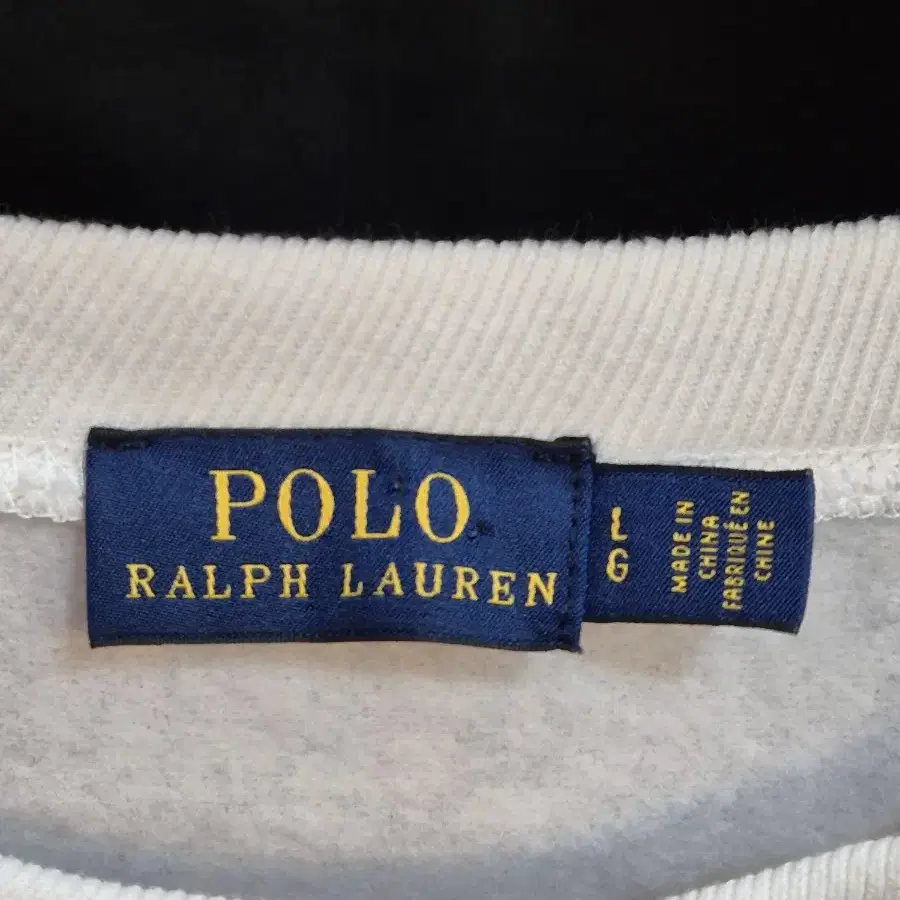 POLO
RALPH LAUREN
L
G
MADE IN
CHINA
FABRIQUÉ EN
CHINE